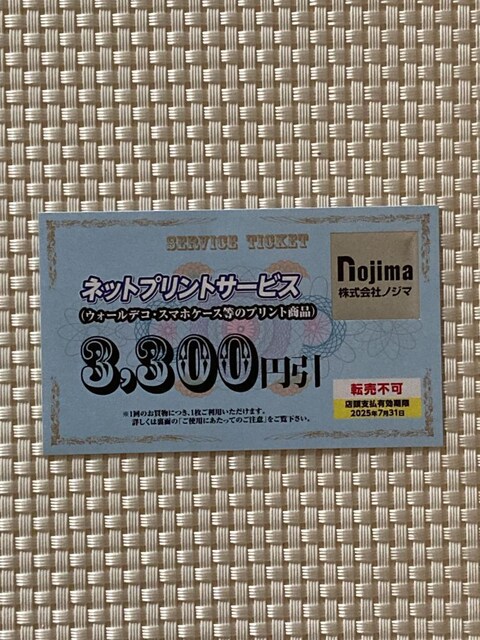 SERVICE TICKET
nojima
株式会社ノジマ
ネットプリントサービス
(ウォールデコ・スマホケース等のプリント商品)
3,300円引
転売不可
店頭支払有効期限
2025年7月31日
※1回のお買物につき、1枚ご利用いただけます。
詳しくは裏面の「ご使用にあたってのご注意」をご覧下さい。